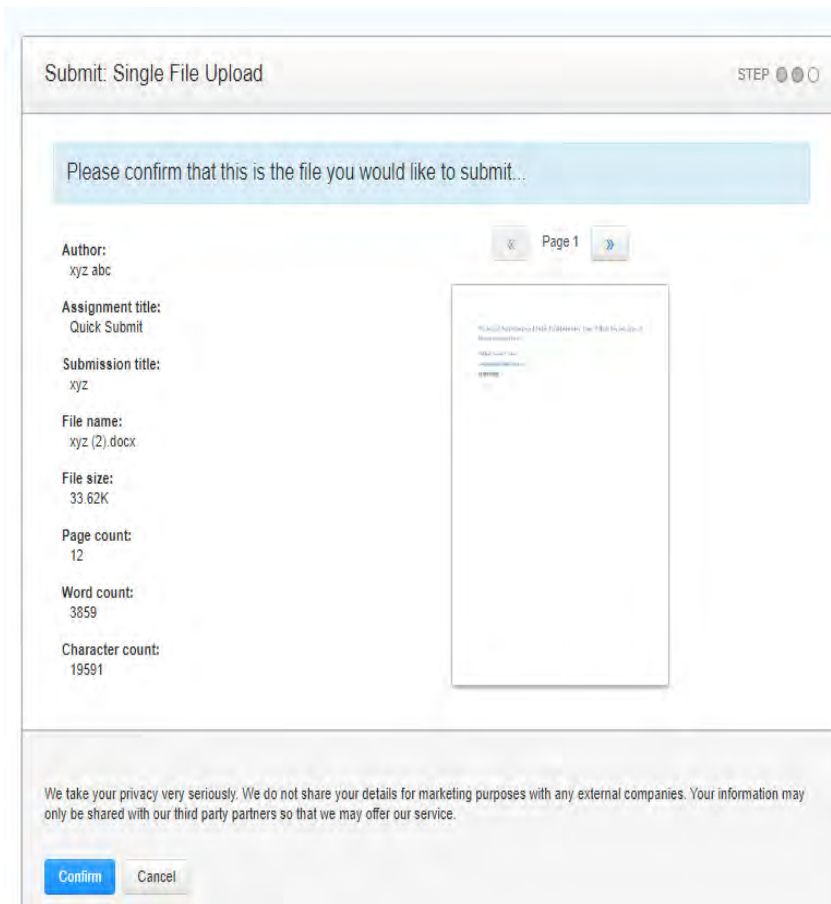 Submit: Single File Upload
STEP
Please confirm that this is the file you would like to submit...
« Page 1 »
Author:
xyz abc
Assignment title:
Quick Submit
Submission title:
xyz
File name:
xyz (2).docx
File size:
33.62K
Page count:
12
Word count:
3859
Character count:
19591
We take your privacy very seriously. We do not share your details for marketing purposes with any external companies. Your information may
only be shared with our third party partners so that we may offer our service.
Confirm Cancel